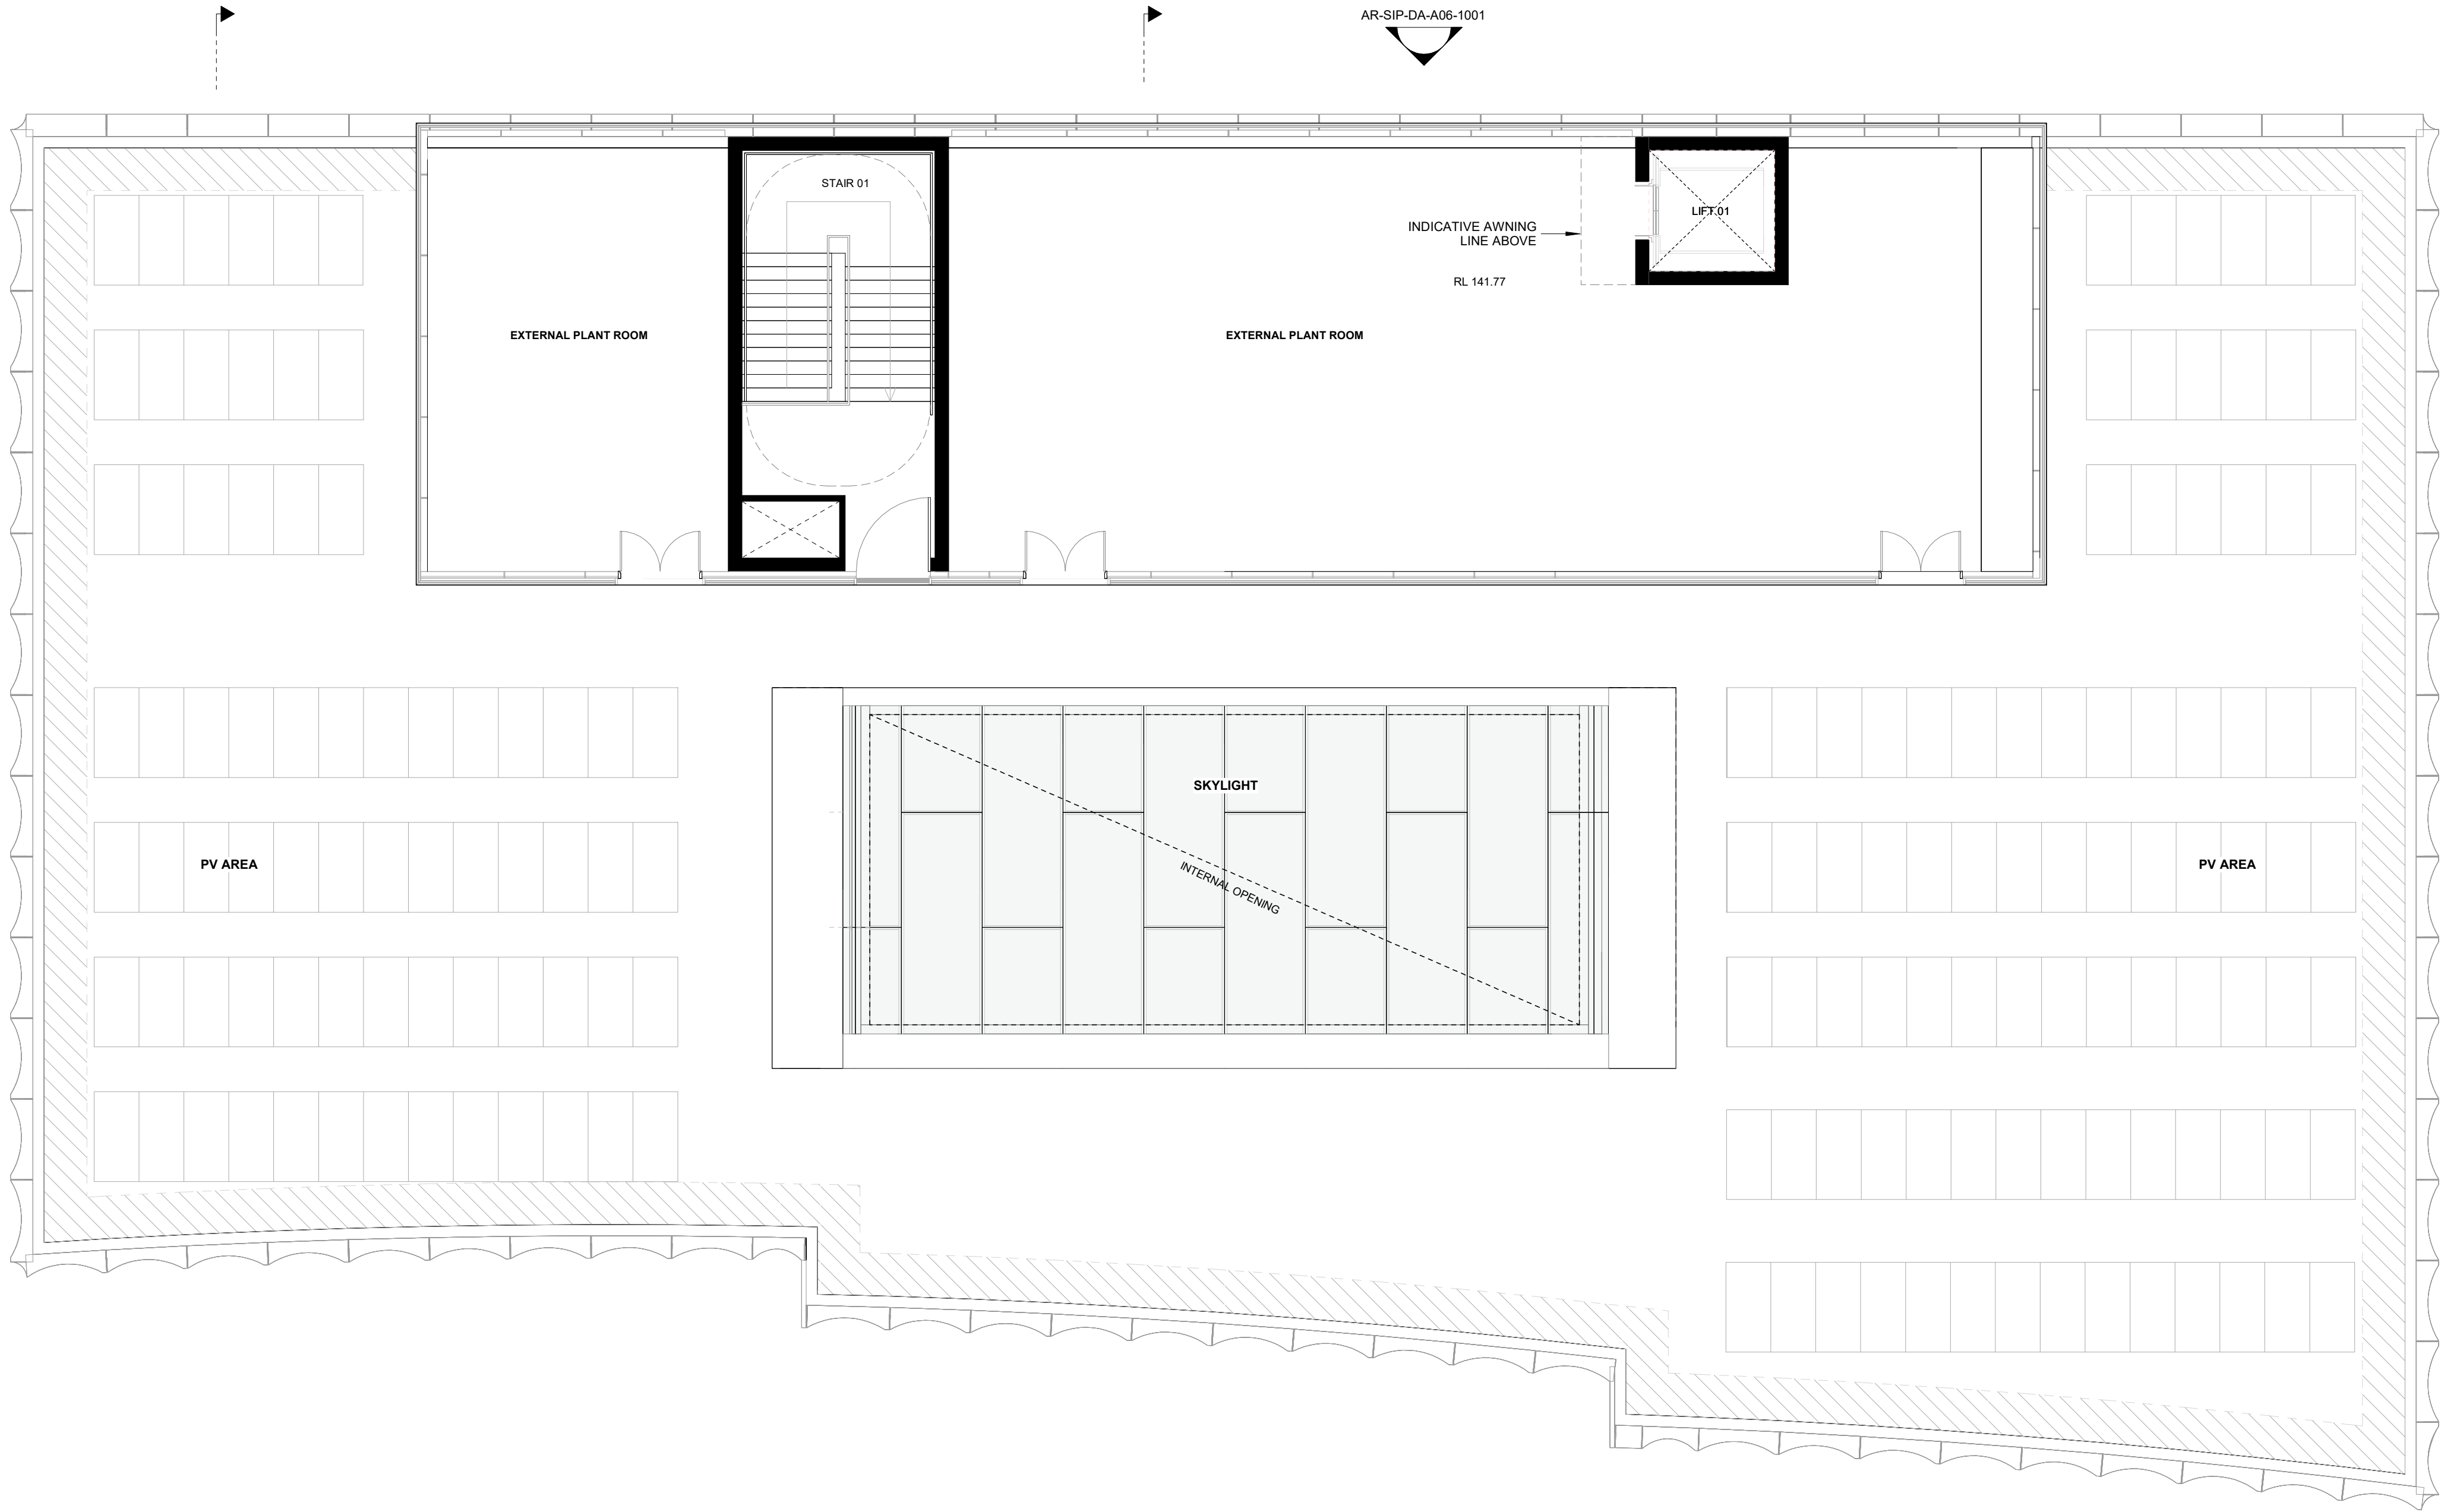 AR-SIP-DA-A06-1001
STAIR 01
LIFT 01
INDICATIVE AWNING
LINE ABOVE
RL 141.77
EXTERNAL PLANT ROOM
EXTERNAL PLANT ROOM
SKYLIGHT
PV AREA
INTERNAL OPENING
PV AREA